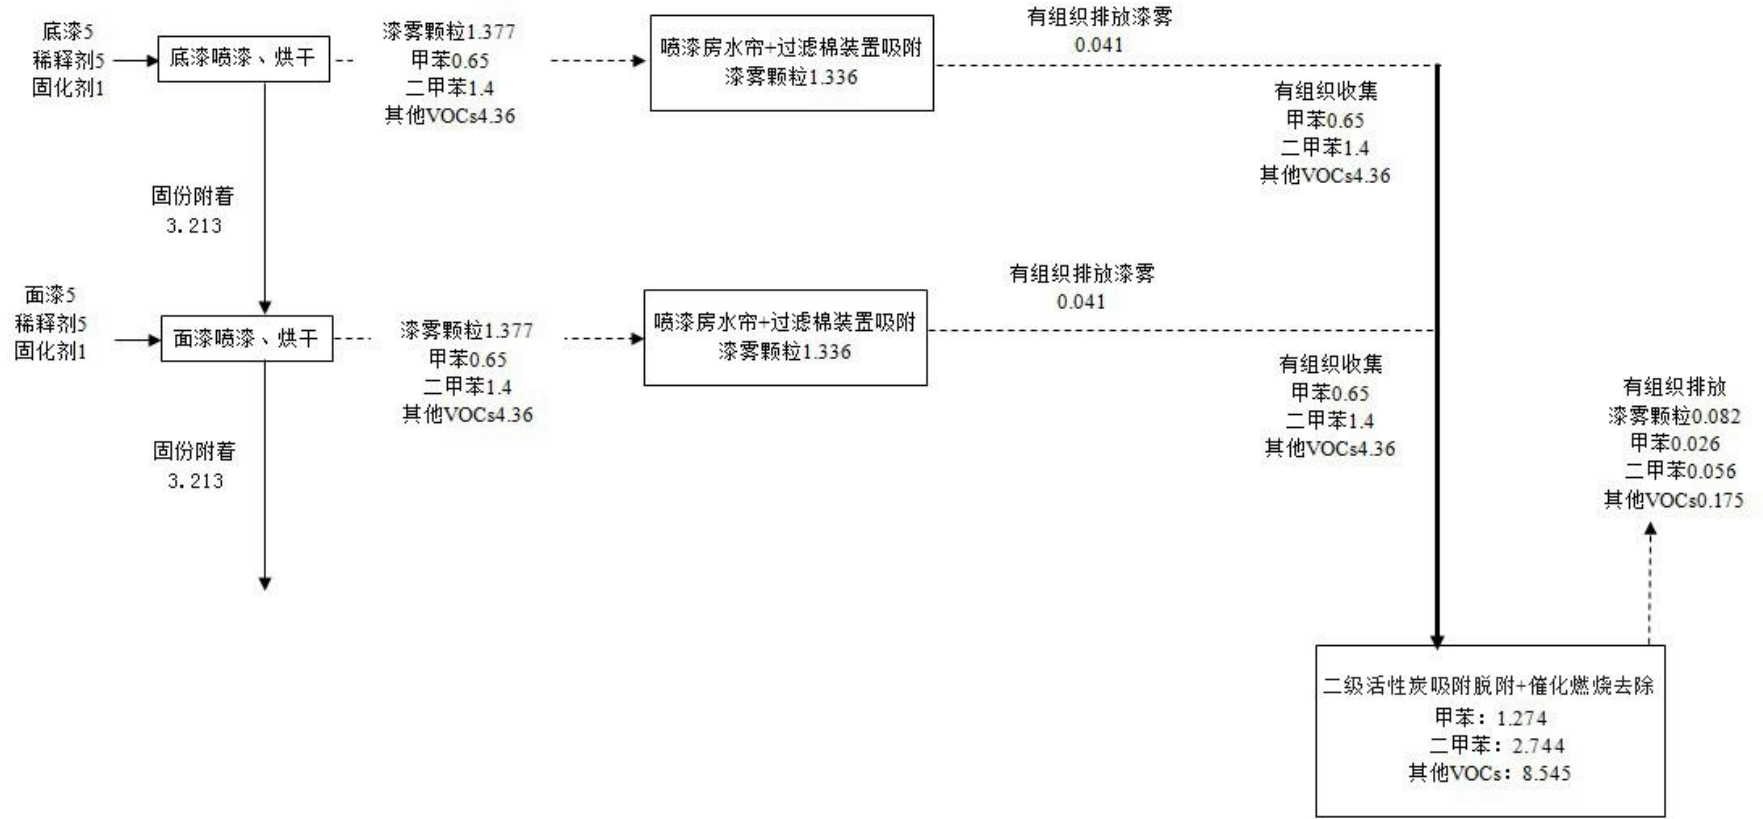 底漆5
稀释剂5
固化剂1
底漆喷漆、烘干
漆雾颗粒1.377
甲苯0.65
二甲苯1.4
其他VOCs4.36
喷漆房水帘+过滤棉装置吸附
漆雾颗粒1.336
有组织排放漆雾
0.041
有组织收集
甲苯0.65
二甲苯1.4
其他VOCs4.36
固份附着
3.213
面漆5
稀释剂5
固化剂1
面漆喷漆、烘干
漆雾颗粒1.377
甲苯0.65
二甲苯1.4
其他VOCs4.36
喷漆房水帘+过滤棉装置吸附
漆雾颗粒1.336
有组织排放漆雾
0.041
有组织收集
甲苯0.65
二甲苯1.4
其他VOCs4.36
固份附着
3.213
有组织排放
漆雾颗粒0.082
甲苯0.026
二甲苯0.056
其他VOCs0.175
二级活性炭吸附脱附+催化燃烧去除
甲苯：1.274
二甲苯：2.744
其他VOCs：8.545